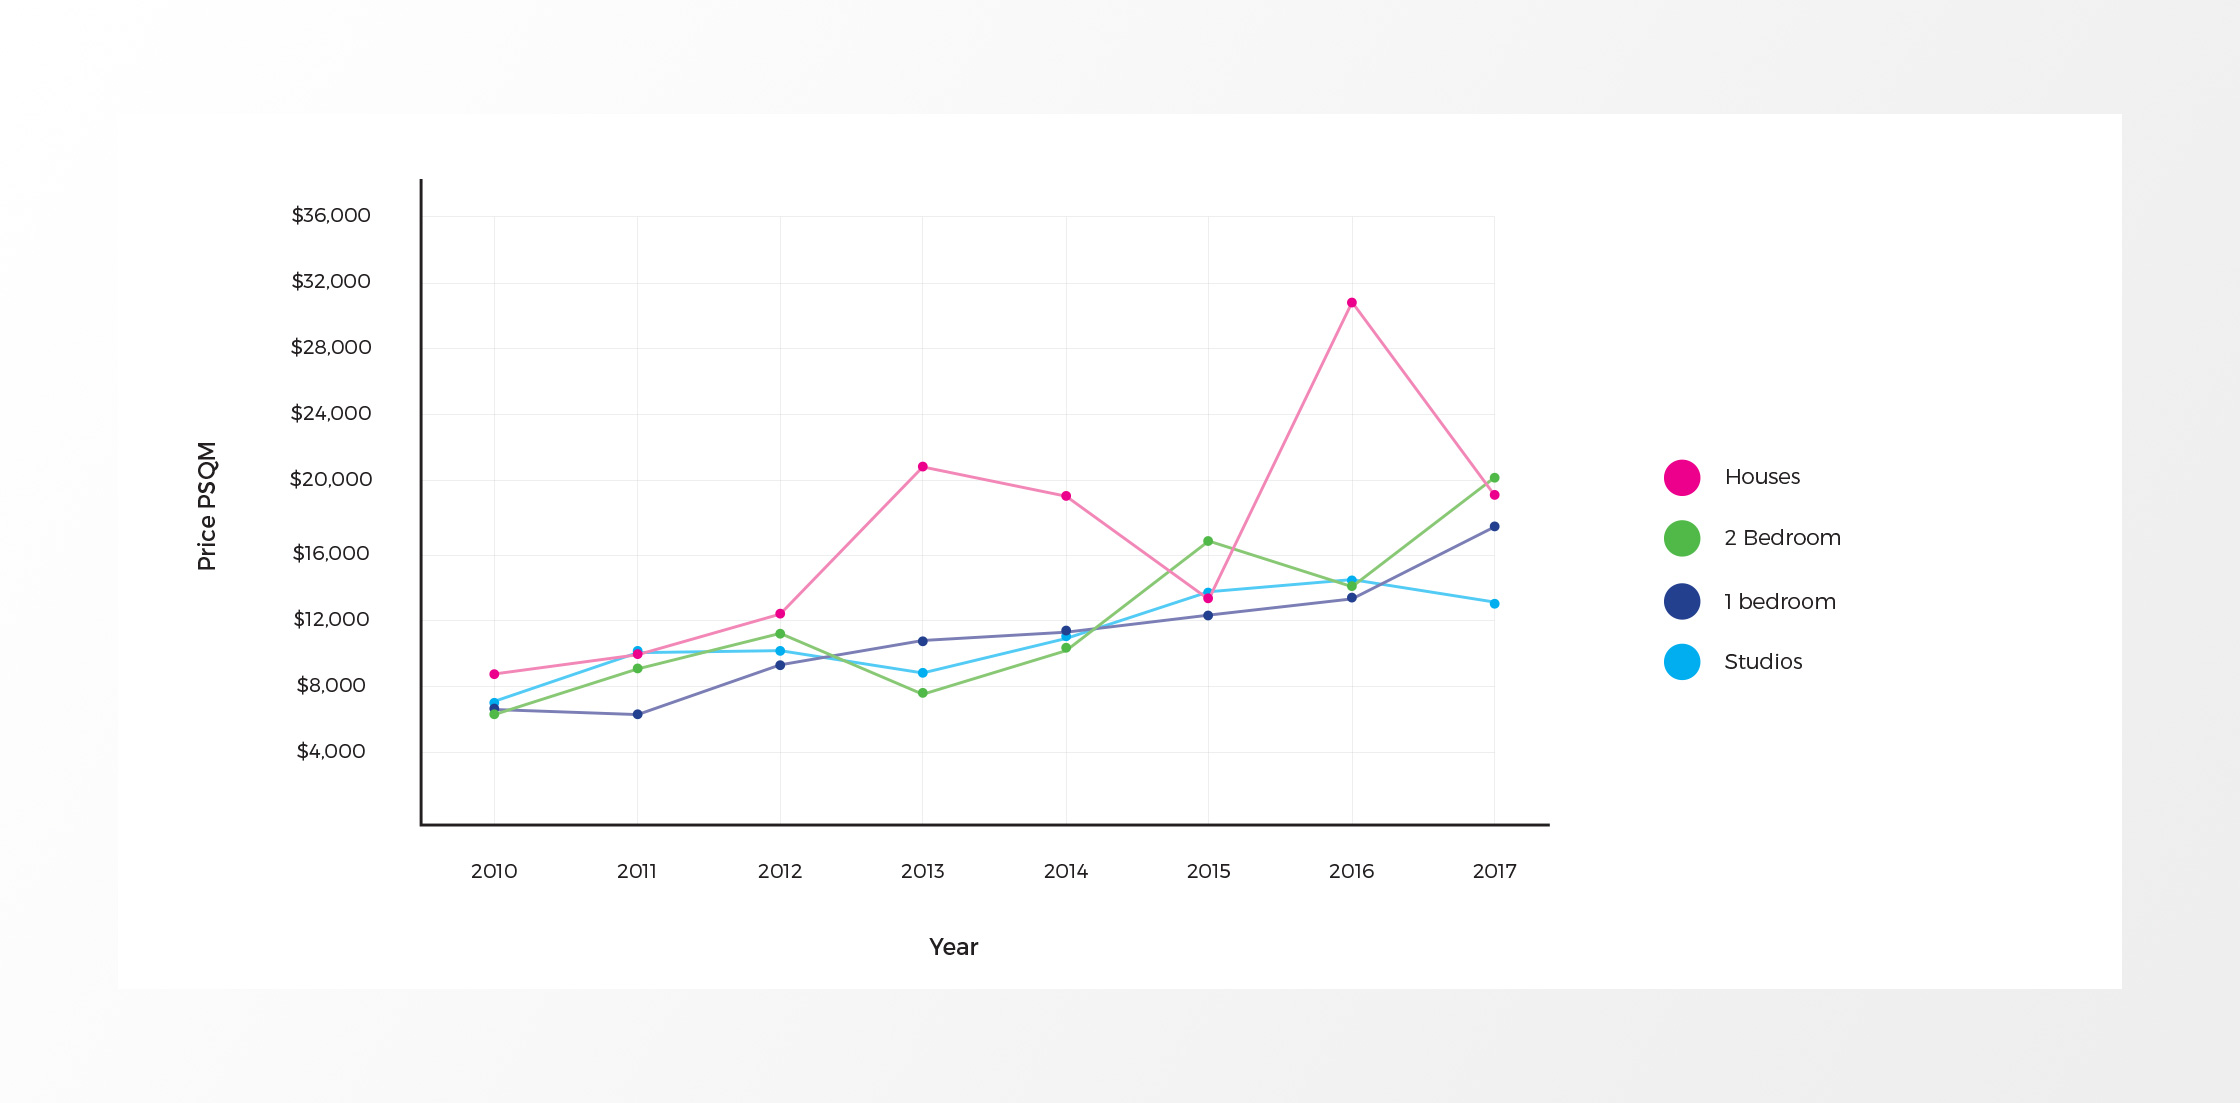 $36,000
$32,000
$28,000
$24,000
$20,000
$16,000
$12,000
$8,000
$4,000
Price PSQM
2010 2011 2012 2013 2014 2015 2016 2017
Year
Houses
2 Bedroom
1 bedroom
Studios